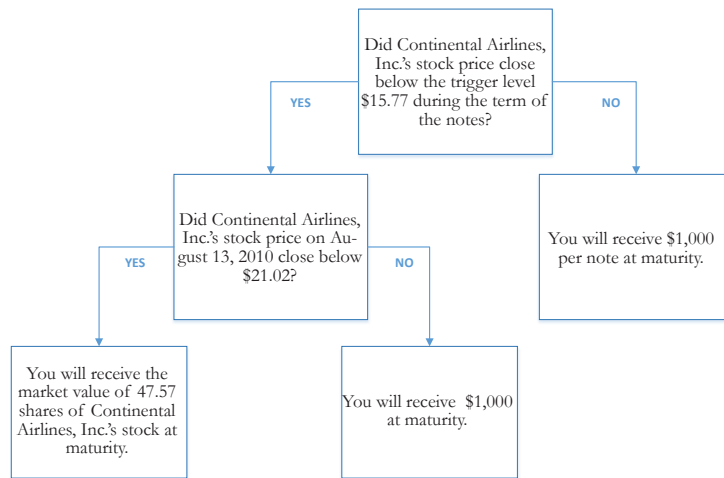 Did Continental Airlines,
Inc.'s stock price close
below the trigger level
$15.77 during the term of
the notes?
YES
NO
Did Continental Airlines,
Inc.'s stock price on Au-
gust 13, 2010 close below
$21.02?
You will receive $1,000
per note at maturity.
YES
NO
You will receive the
market value of 47.57
shares of Continental
Airlines, Inc.'s stock at
maturity.
You will receive $1,000
at maturity.